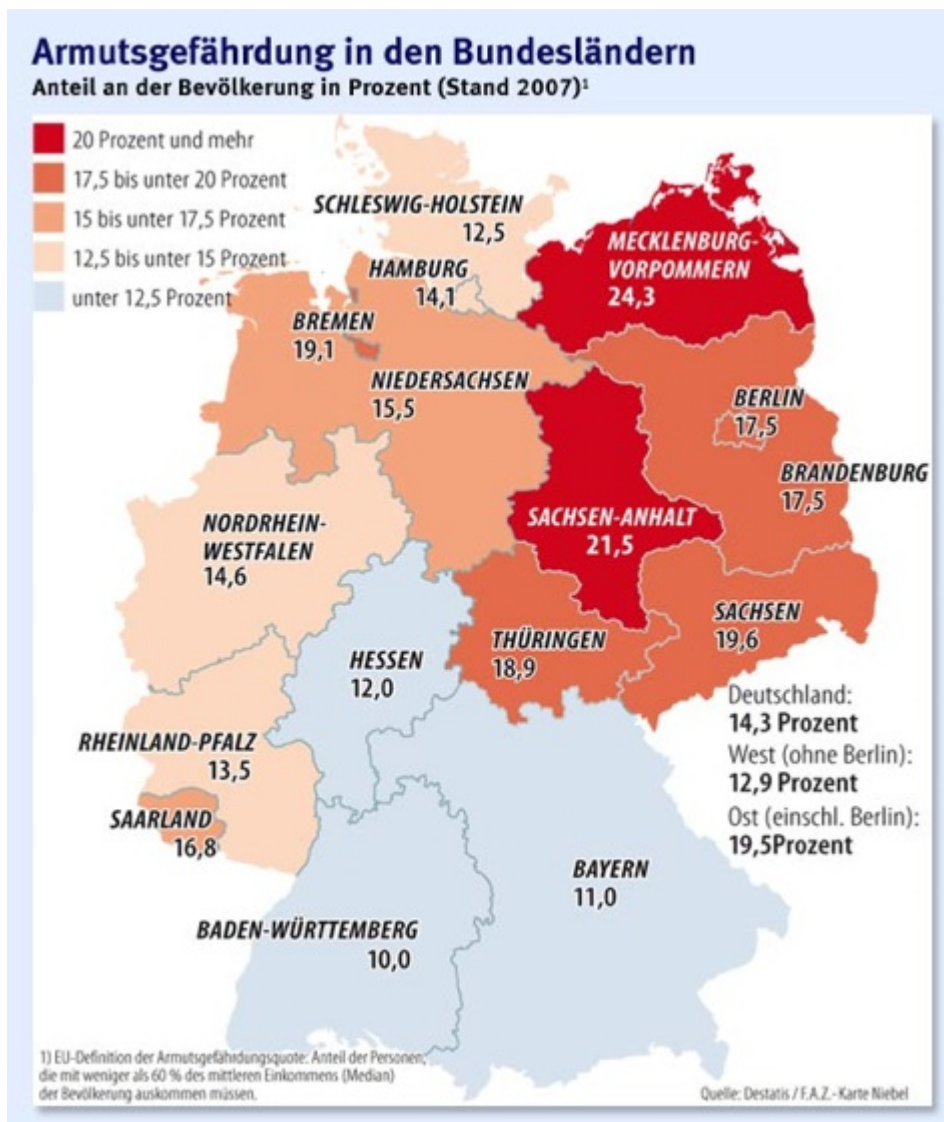 Armutsgefährdung in den Bundesländern
Anteil an der Bevölkerung in Prozent (Stand 2007)¹
20 Prozent und mehr
17,5 bis unter 20 Prozent
15 bis unter 17,5 Prozent
12,5 bis unter 15 Prozent
unter 12,5 Prozent
SCHLESWIG-HOLSTEIN
12,5
MECKLENBURG-
VORPOMMERN
24,3
HAMBURG
14,1
BREMEN
19,1
NIEDERSACHSEN
15,5
BERLIN
17,5
BRANDENBURG
17,5
SACHSEN-ANHALT
21,5
NORDRHEIN-
WESTFALEN
14,6
SACHSEN
19,6
THÜRINGEN
18,9
HESSEN
12,0
RHEINLAND-PFALZ
13,5
SAARLAND
16,8
BAYERN
11,0
BADEN-WÜRTTEMBERG
10,0
Deutschland:
14,3 Prozent
West (ohne Berlin):
12,9 Prozent
Ost (einschl. Berlin):
19,5Prozent
1) EU-Definition der Armutsgefährdungsquote: Anteil der Personen,
die mit weniger als 60 % des mittleren Einkommens (Median)
der Bevölkerung auskommen müssen.
Quelle: Destatis / F.A.Z.-Karte Niebel